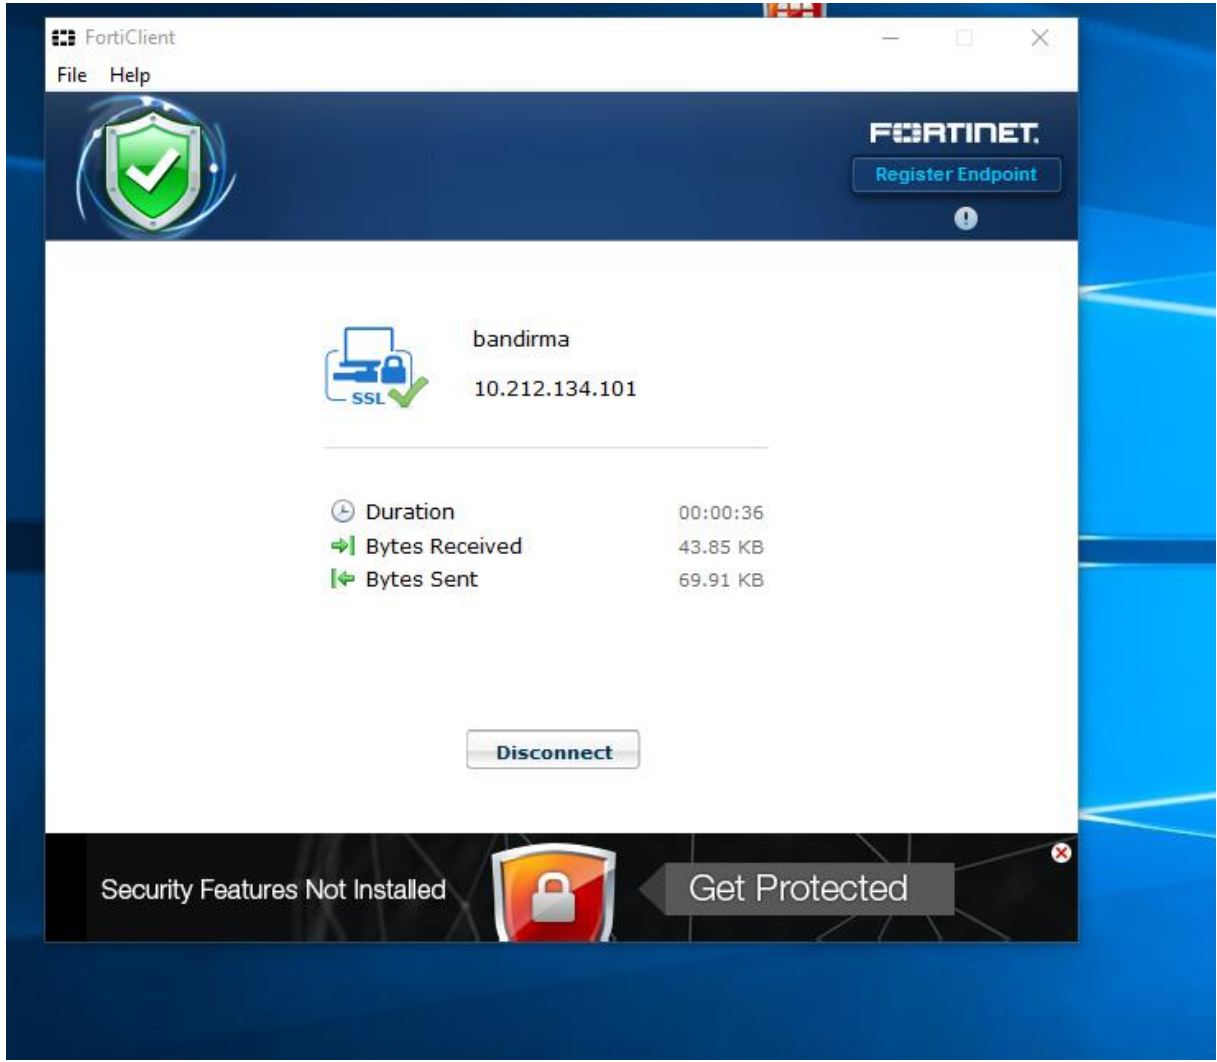 FortiClient
File Help
FORTINET
Register Endpoint
bandirma
10.212.134.101
SSL
Duration 00:00:36
Bytes Received 43.85 KB
Bytes Sent 69.91 KB
Disconnect
Security Features Not Installed Get Protected